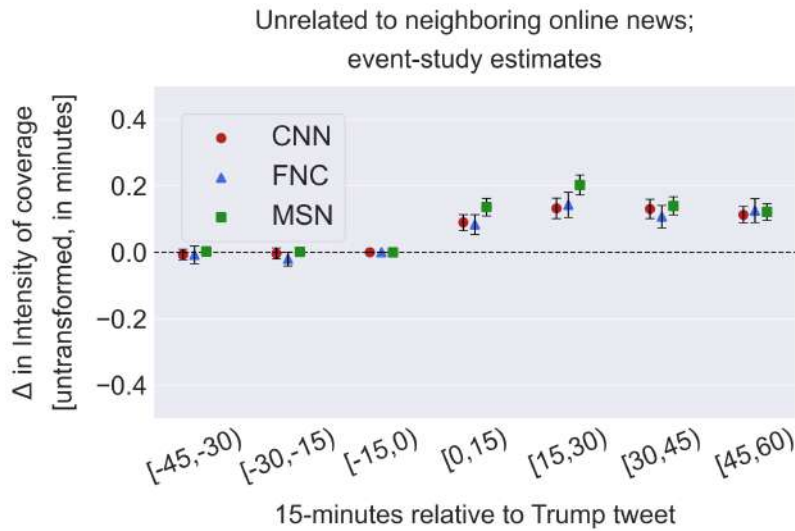 Unrelated to neighboring online news;
event-study estimates
Δ in Intensity of coverage
[untransformed, in minutes]
0.4
0.2
0.0
−0.2
−0.4
CNN
FNC
MSN
[-45,-30)
[-30,-15)
[-15,0)
[0,15)
[15,30)
[30,45)
[45,60)
15-minutes relative to Trump tweet